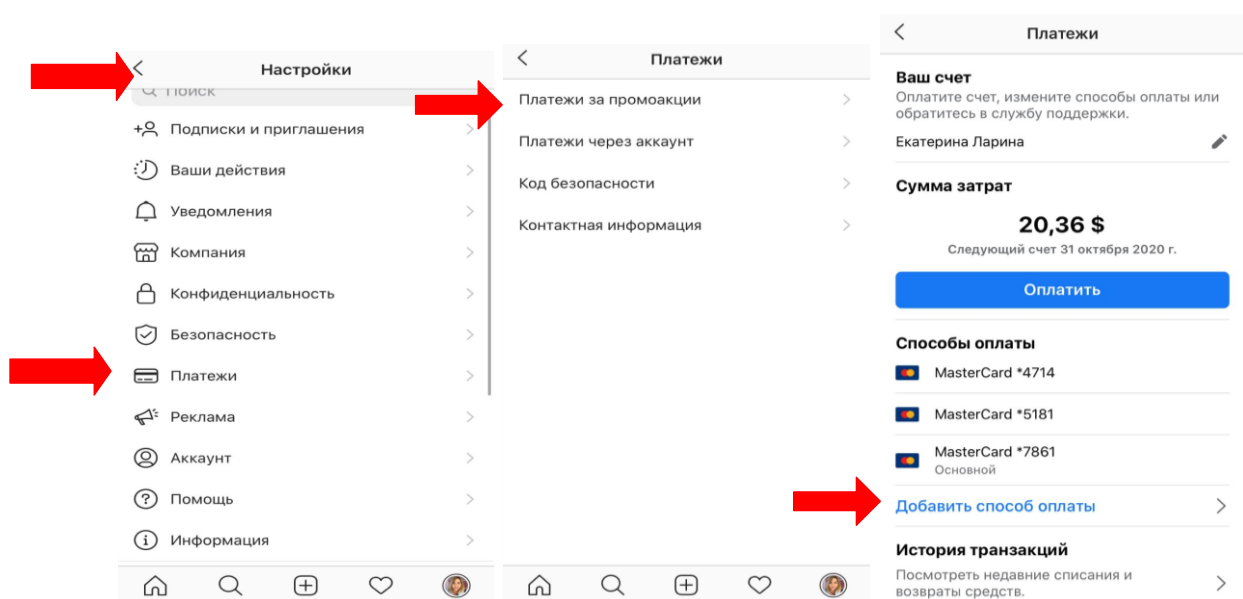 Настройки
Поиск
Подписки и приглашения
Ваши действия
Уведомления
Компания
Конфиденциальность
Безопасность
Платежи
Реклама
Аккаунт
Помощь
Информация
Платежи
Платежи за промоакции
Платежи через аккаунт
Код безопасности
Контактная информация
Платежи
Ваш счет
Оплатите счет, измените способы оплаты или
обратитесь в службу поддержки.
Екатерина Ларина
Сумма затрат
20,36 $
Следующий счет 31 октября 2020 г.
Оплатить
Способы оплаты
MasterCard *4714
MasterCard *5181
MasterCard *7861
Основной
Добавить способ оплаты
История транзакций
Посмотреть недавние списания и
возвраты средств.